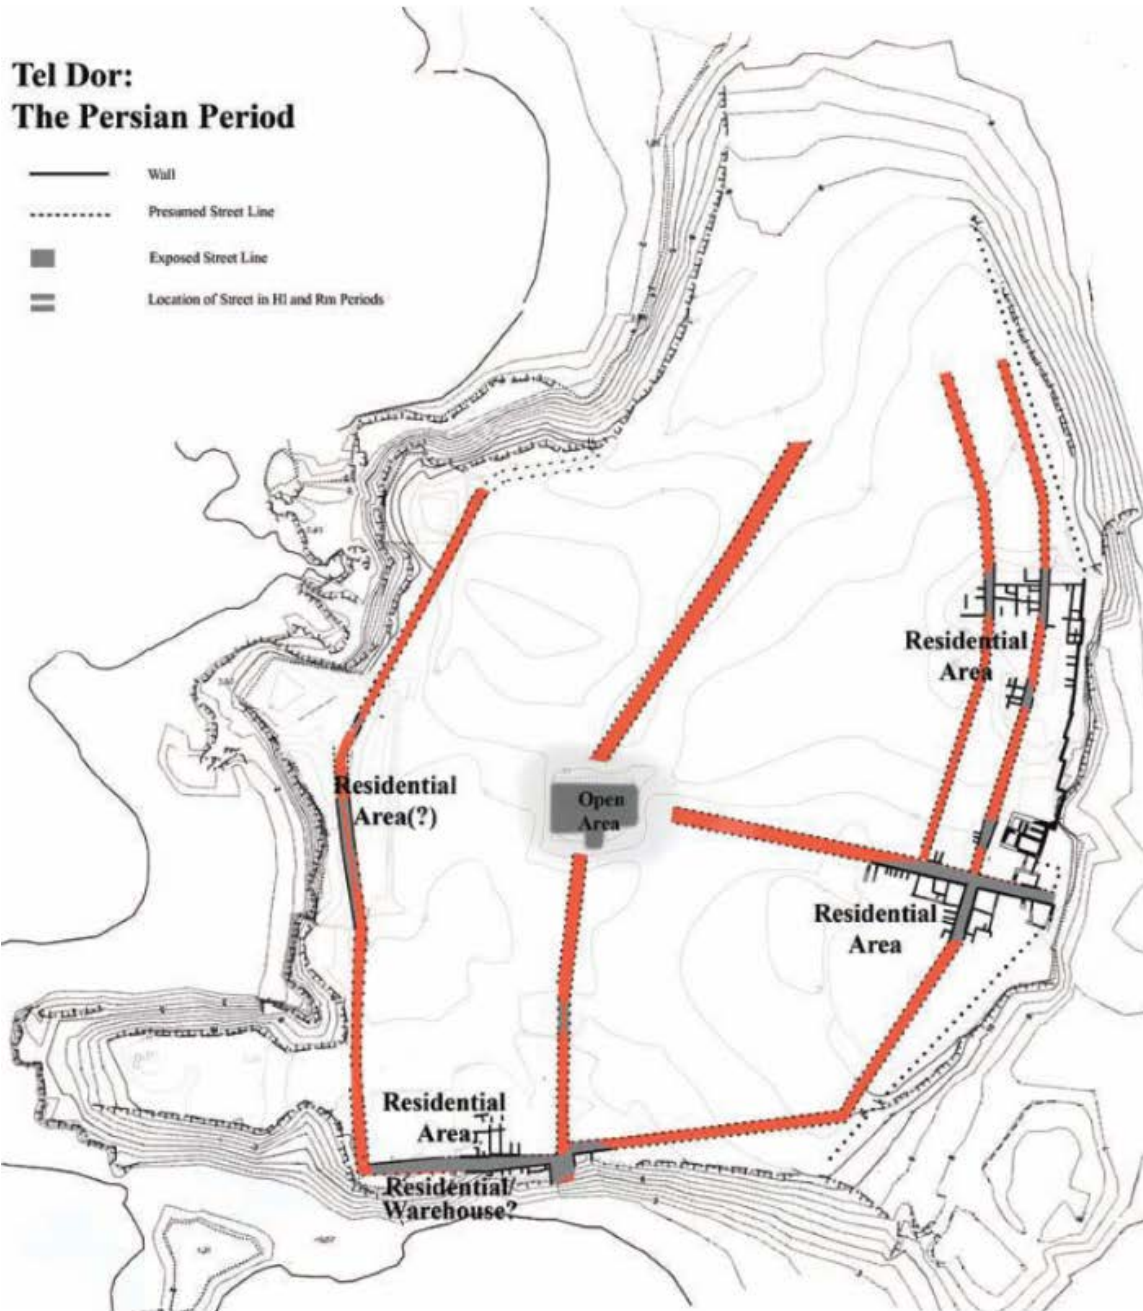 Tel Dor:
The Persian Period
Wall
Presumed Street Line
Exposed Street Line
Location of Street in Hl and Rm Periods
Residential
Area
Residential
Area(?)
Open
Area
Residential
Area
Residential
Area
Residential/
Warehouse?